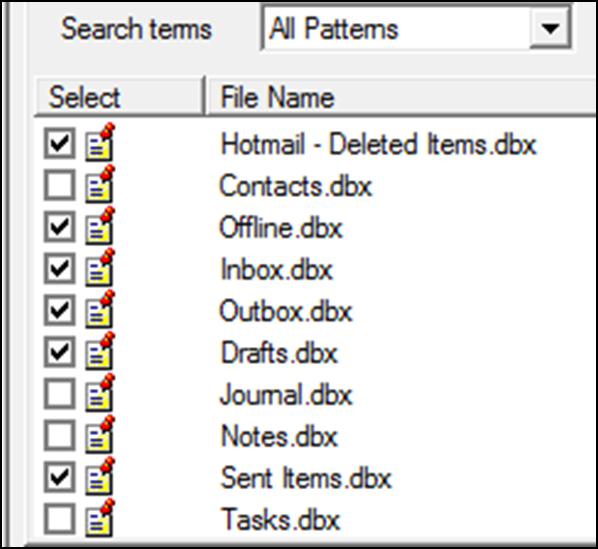 Search terms All Patterns
Select File Name
Hotmail - Deleted Items.dbx
Contacts.dbx
Offline.dbx
Inbox.dbx
Outbox.dbx
Drafts.dbx
Journal.dbx
Notes.dbx
Sent Items.dbx
Tasks.dbx